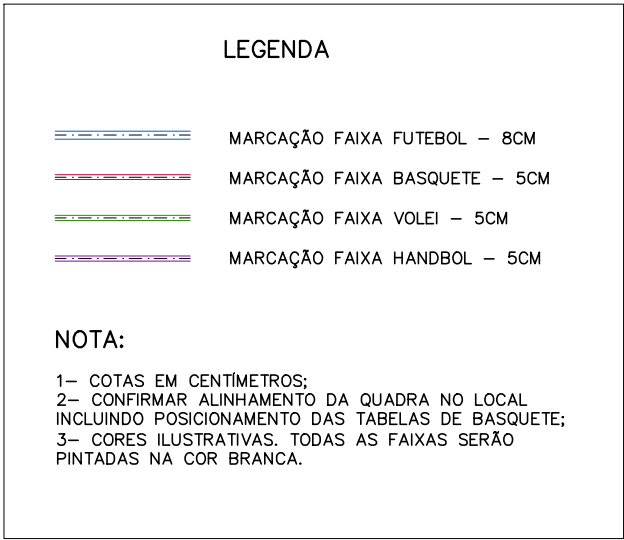 LEGENDA
MARCAÇÃO FAIXA FUTEBOL – 8CM
MARCAÇÃO FAIXA BASQUETE – 5CM
MARCAÇÃO FAIXA VOLEI – 5CM
MARCAÇÃO FAIXA HANDBOL – 5CM
NOTA:
1– COTAS EM CENTÍMETROS;
2– CONFIRMAR ALINHAMENTO DA QUADRA NO LOCAL
INCLUINDO POSICIONAMENTO DAS TABELAS DE BASQUETE;
3– CORES ILUSTRATIVAS. TODAS AS FAIXAS SERÃO
PINTADAS NA COR BRANCA.